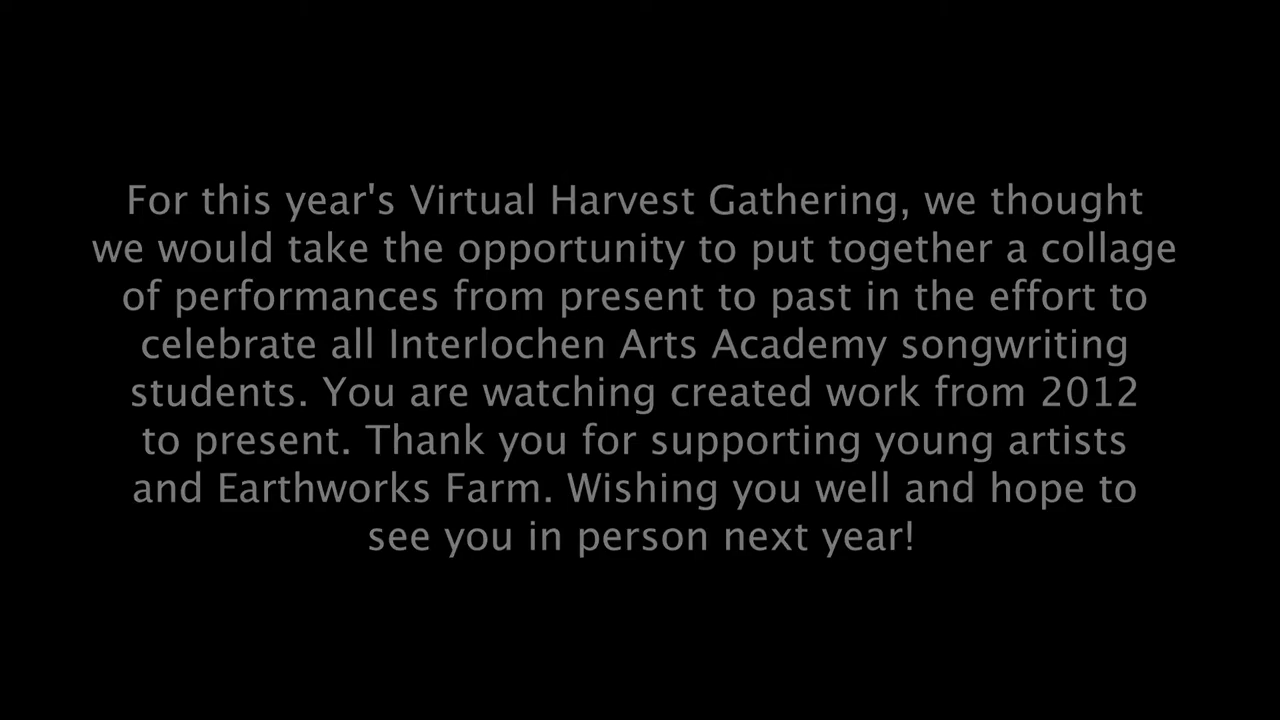 For this year's Virtual Harvest Gathering, we thought
we would take the opportunity to put together a collage
of performances from present to past in the effort to
celebrate all Interlochen Arts Academy songwriting
students. You are watching created work from 2012
to present. Thank you for supporting young artists
and Earthworks Farm. Wishing you well and hope to
see you in person next year!